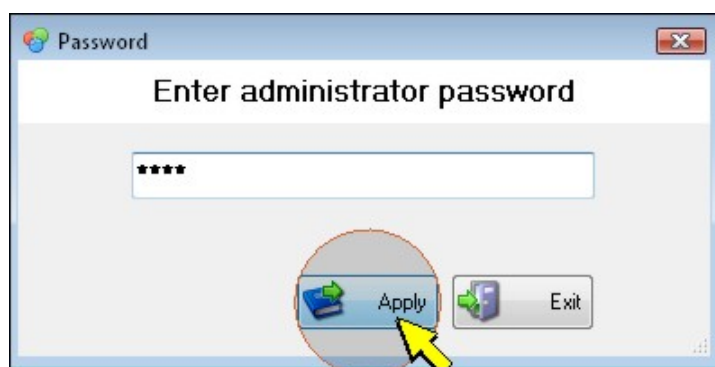 Password
Enter administrator password
****
Apply
Exit